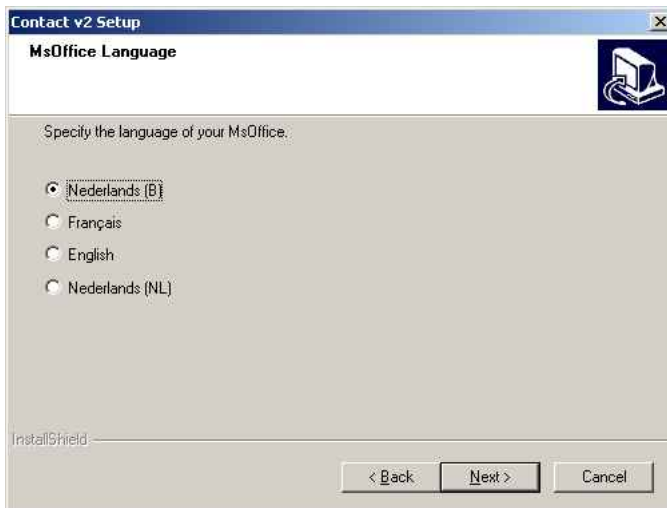 Contact v2 Setup
MsOffice Language
Specify the language of your MsOffice.
Nederlands (B)
Français
English
Nederlands (NL)
InstallShield
< Back
Next >
Cancel